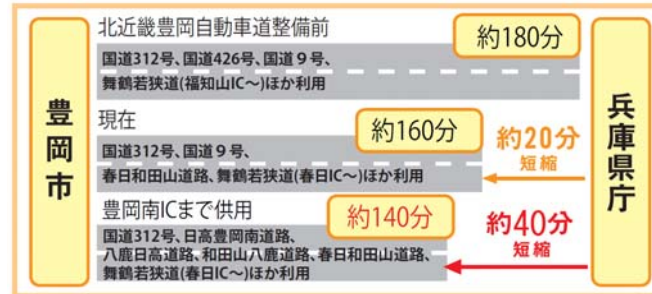 豊岡市
北近畿豊岡自動車道整備前
約180分
国道312号、国道426号、国道9号、
舞鶴若狭道(福知山IC~)ほか利用
現在
約160分
国道312号、国道9号、
春日和田山道路、舞鶴若狭道(春日IC~)ほか利用
約20分
短縮
豊岡南ICまで供用
約140分
国道312号、日高豊岡南道路、
八鹿日高道路、和田山八鹿道路、春日和田山道路、
舞鶴若狭道(春日IC~)ほか利用
約40分
短縮
兵庫県庁